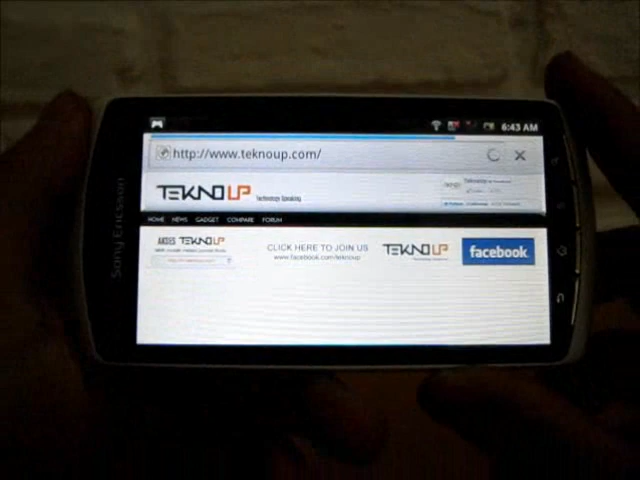 Sony Ericsson
6:43 AM
http://www.teknoup.com/
TEKNO UP Technology Speaking
HOME NEWS GADGET COMPARE FORUM
AKSES TEKNO UP
CLICK HERE TO JOIN US
www.facebook.com/teknoup
TEKNO UP
facebook